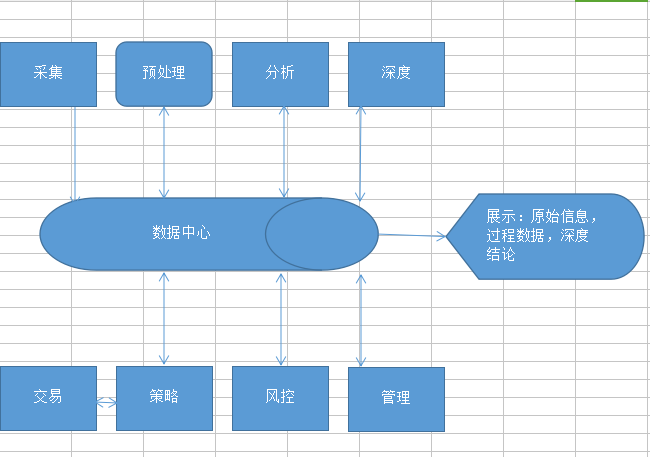 采集
预处理
分析
深度
数据中心
展示：原始信息，
过程数据，深度
结论
交易
策略
风控
管理